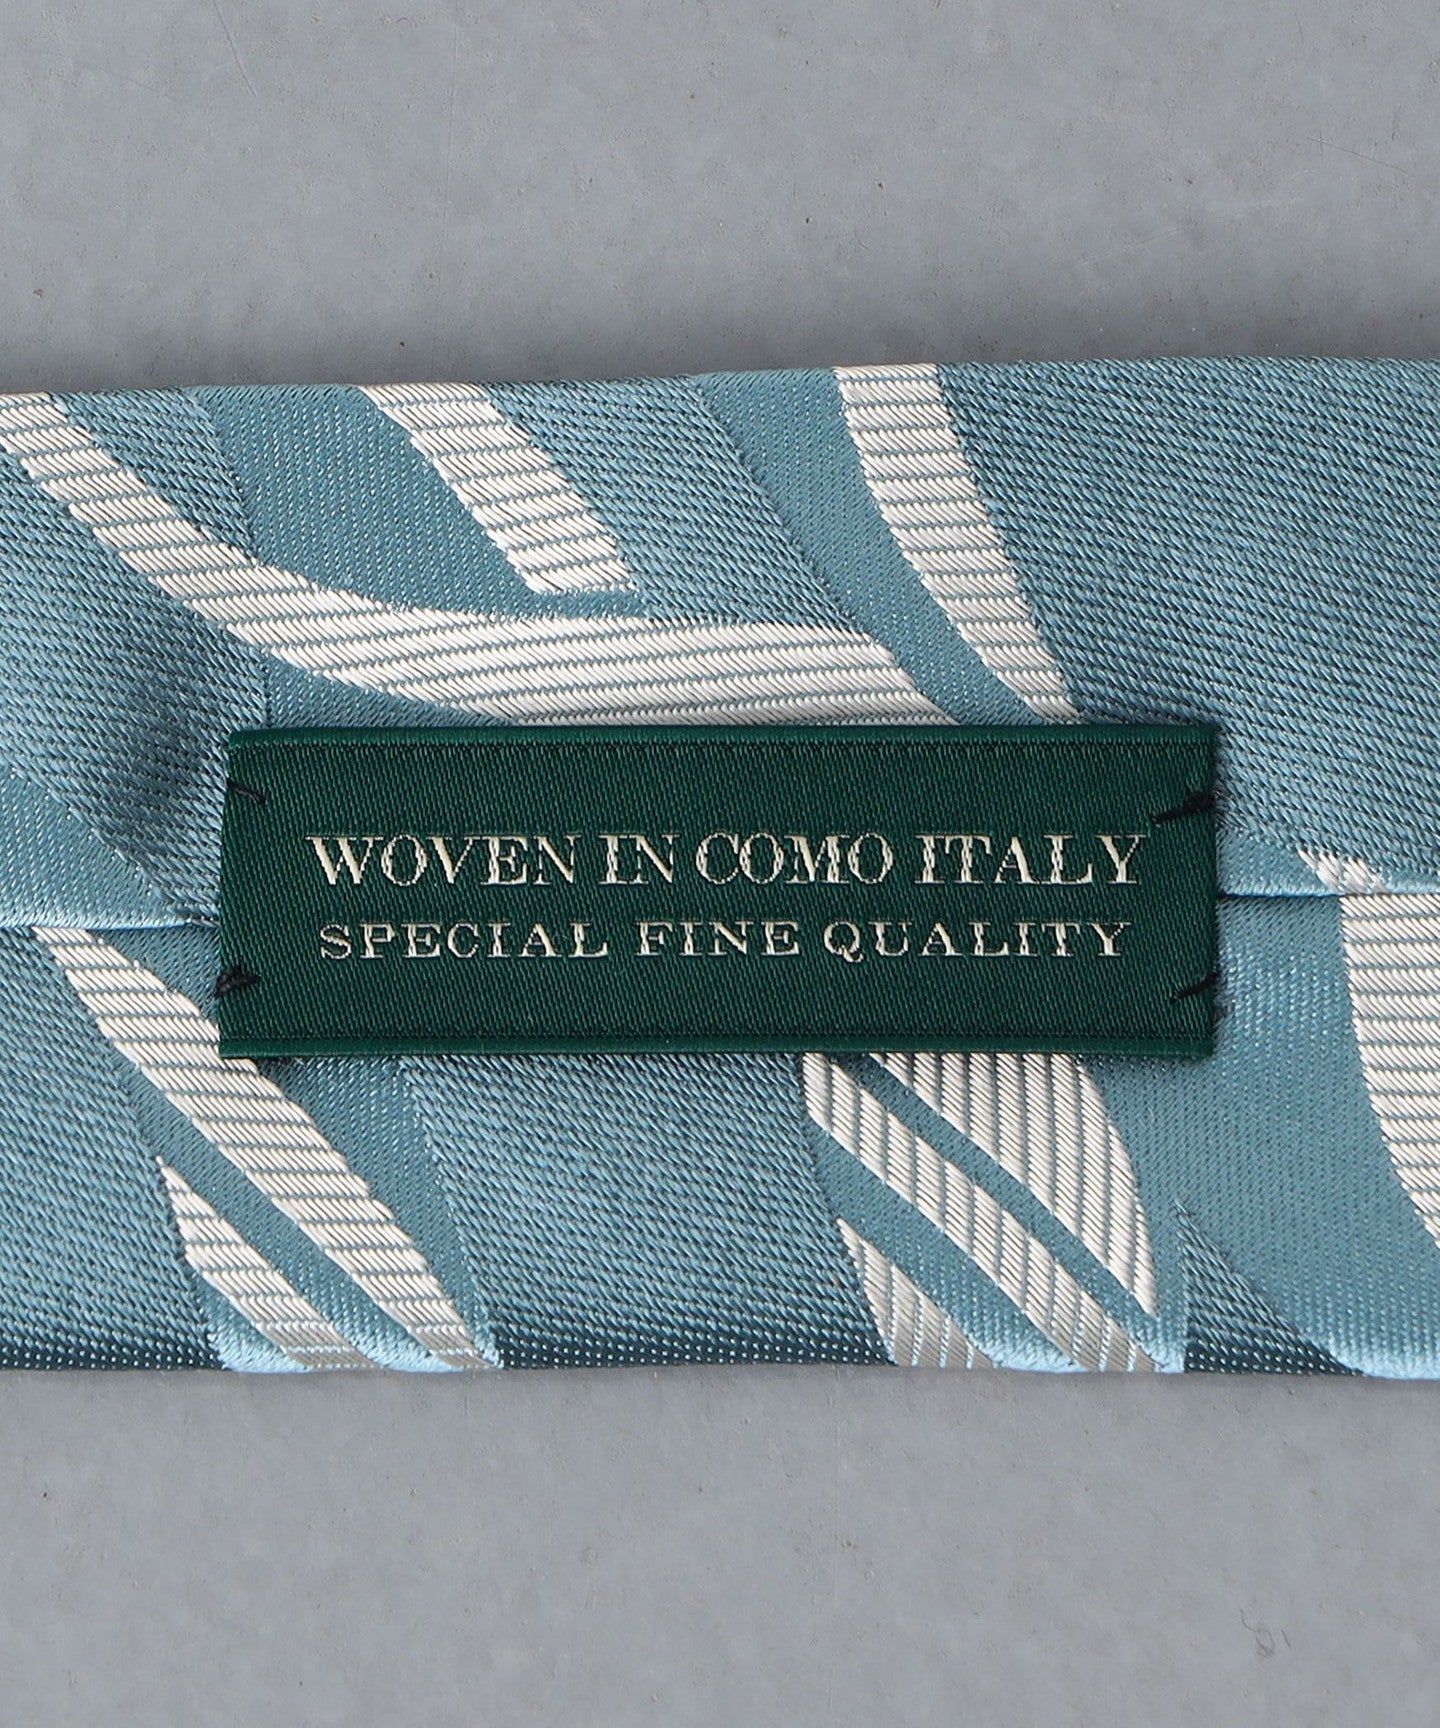 WOVEN IN COMO ITALY
SPECIAL FINE QUALITY